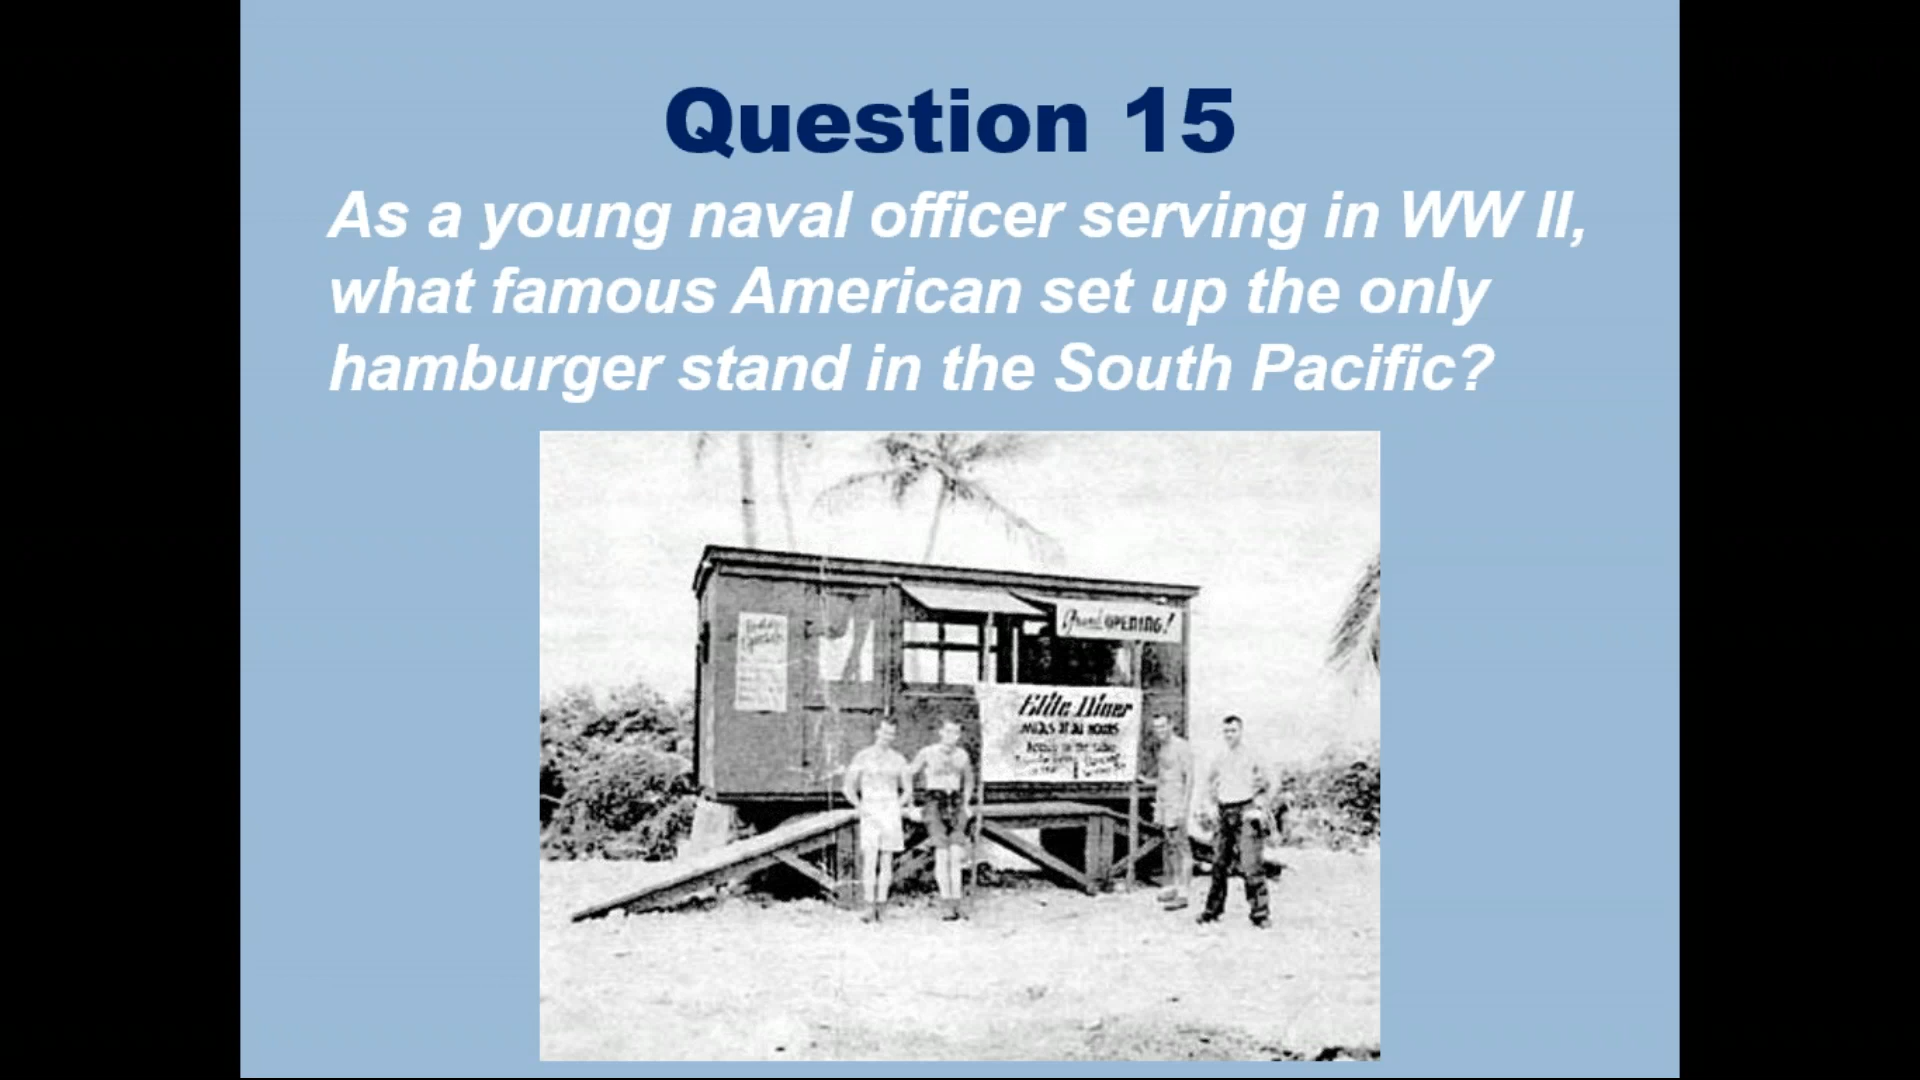 Question 15
As a young naval officer serving in WW II,
what famous American set up the only
hamburger stand in the South Pacific?
Grand OPENING!
Elite Diner